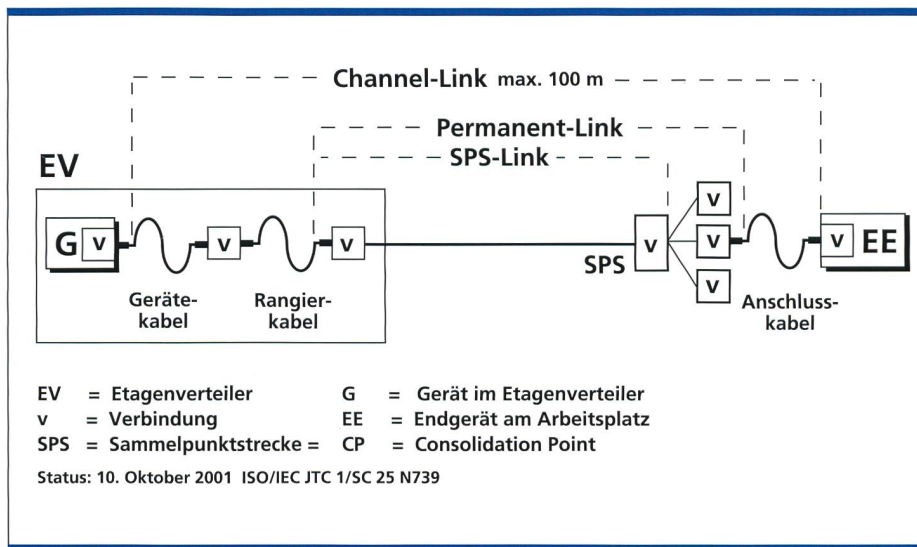 Channel-Link max. 100 m
Permanent-Link
SPS-Link
EV
G v v v v v v v v EE
SPS
Geräte-
kabel
Rangier-
kabel
Anschluss-
kabel
EV = Etagenverteiler G = Gerät im Etagenverteiler
v = Verbindung EE = Endgerät am Arbeitsplatz
SPS = Sammelpunktstrecke = CP = Consolidation Point
Status: 10. Oktober 2001 ISO/IEC JTC 1/SC 25 N739